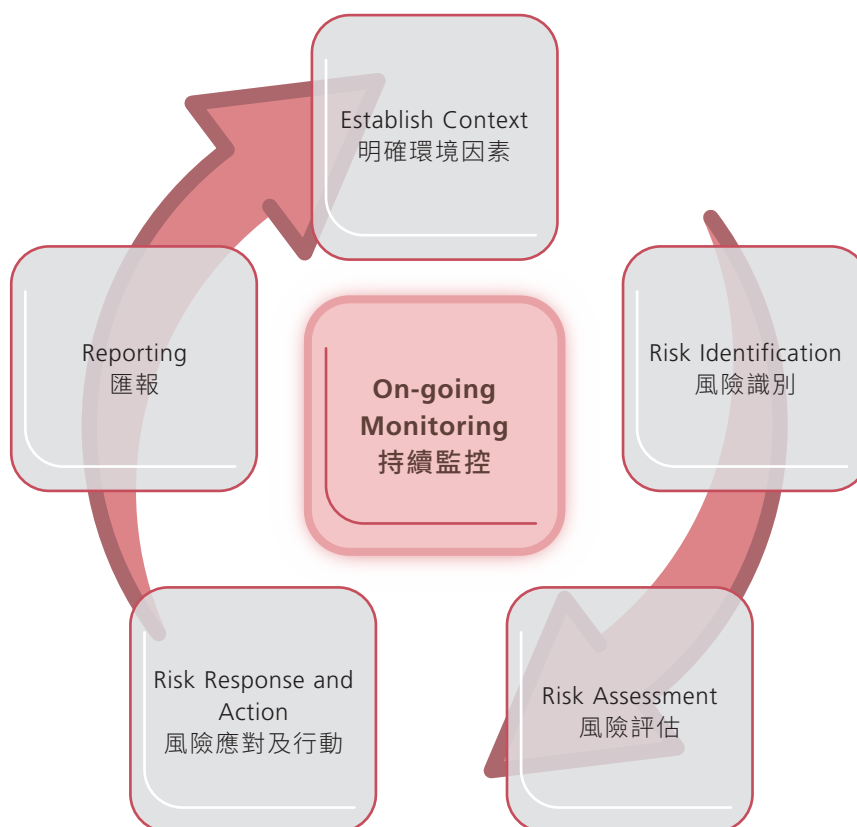 Establish Context
明確環境因素
Risk Identification
風險識別
Risk Assessment
風險評估
Risk Response and
Action
風險應對及行動
Reporting
匯報
On-going
Monitoring
持續監控